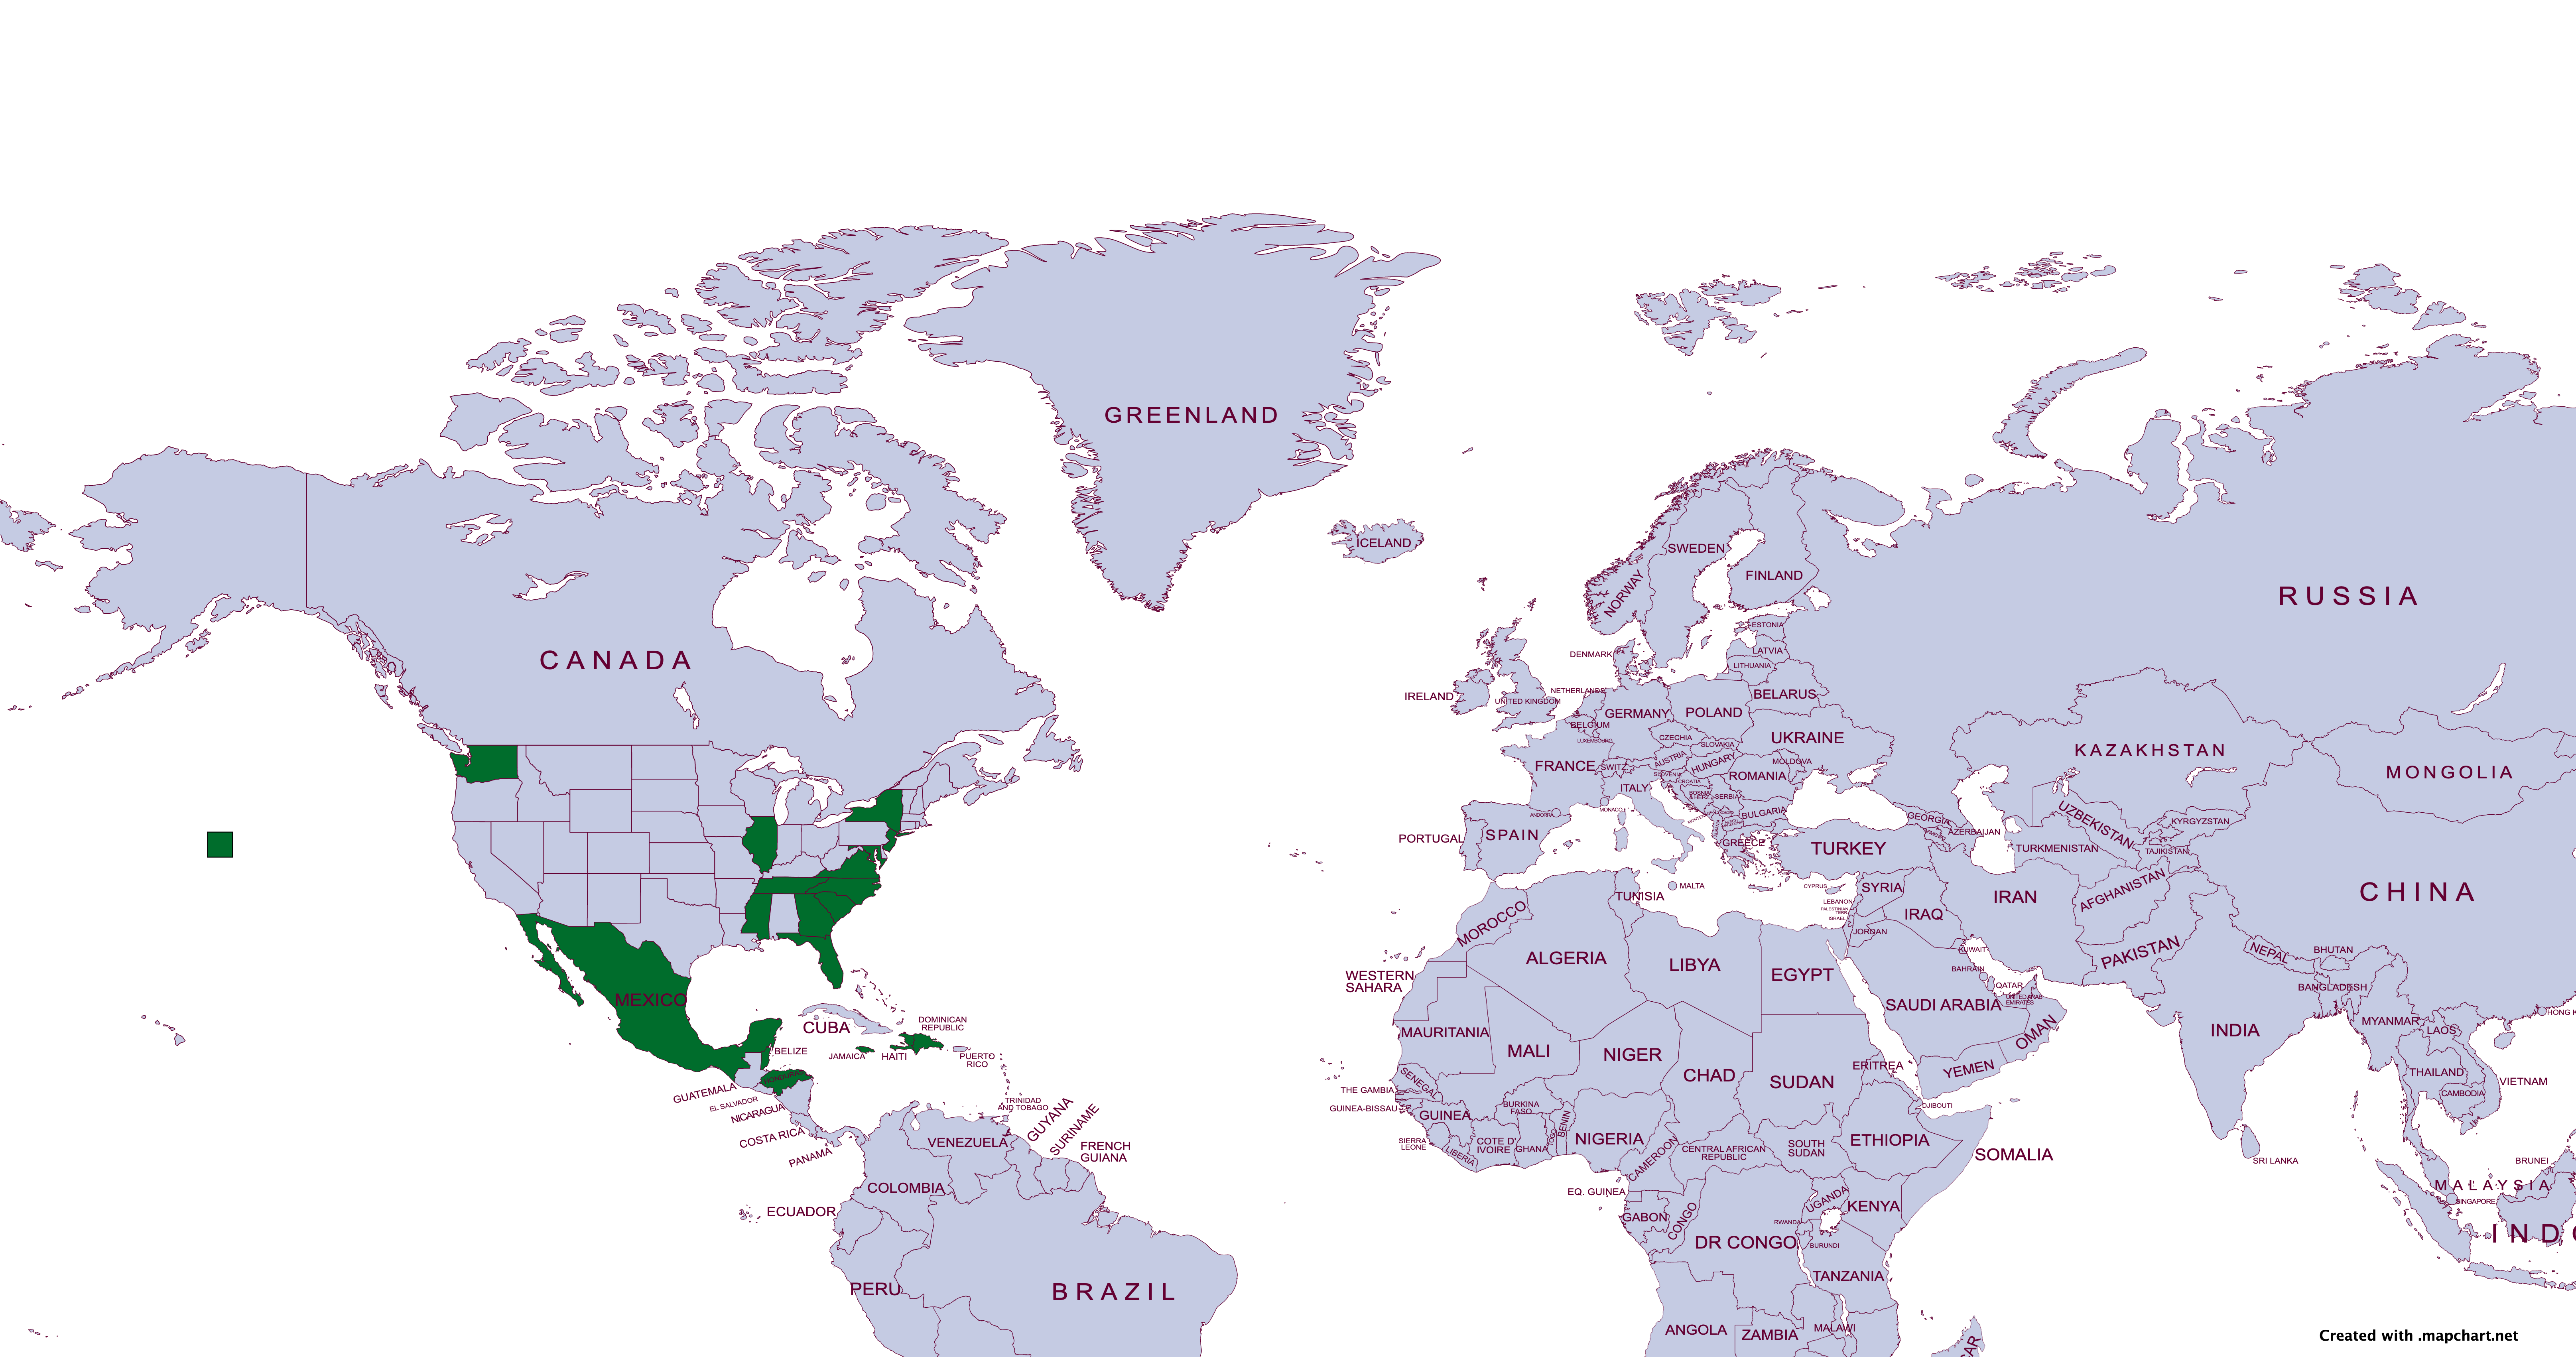 GREENLAND
ICELAND
SWEDEN
NORWAY
FINLAND
RUSSIA
CANADA
ESTONIA
LATVIA
LITHUANIA
DENMARK
IRELAND
UNITED KINGDOM
NETHERLANDS
BELARUS
GERMANY
POLAND
BELGIUM
LUXEMBOURG
CZECHIA
SLOVAKIA
UKRAINE
KAZAKHSTAN
MONGOLIA
FRANCE
SWITZ
AUSTRIA
HUNGARY
MOLDOVA
ROMANIA
SLOVENIA
CROATIA
ITALY
BOSNIA
& HERZ.
SERBIA
MONACO
ANDORRA
BULGARIA
GEORGIA
AZERBAIJAN
UZBEKISTAN
KYRGYZSTAN
PORTUGAL
SPAIN
GREECE
TURKEY
TURKMENISTAN
TAJIKISTAN
TUNISIA
MALTA
CYPRUS
SYRIA
LEBANON
PALESTINIAN
TERR.
ISRAEL
IRAQ
IRAN
AFGHANISTAN
CHINA
MOROCCO
JORDAN
KUWAIT
PAKISTAN
NEPAL
BHUTAN
ALGERIA
LIBYA
EGYPT
BAHRAIN
QATAR
UNITED ARAB
EMIRATES
BANGLADESH
WESTERN
SAHARA
SAUDI ARABIA
OMAN
INDIA
MYANMAR
LAOS
HONG K
MEXICO
CUBA
DOMINICAN
REPUBLIC
BELIZE
JAMAICA
HAITI
PUERTO
RICO
HONDURAS
GUATEMALA
EL SALVADOR
NICARAGUA
COSTA RICA
PANAMA
TRINIDAD
AND TOBAGO
GUYANA
SURINAME
FRENCH
GUIANA
VENEZUELA
COLOMBIA
ECUADOR
PERU
BRAZIL
MAURITANIA
MALI
NIGER
CHAD
SUDAN
ERITREA
YEMEN
THAILAND
VIETNAM
CAMBODIA
SENEGAL
THE GAMBIA
GUINEA-BISSAU
GUINEA
BURKINA
FASO
DJIBOUTI
SIERRA
LEONE
LIBERIA
COTE D'
IVOIRE
GHANA
TOGO
BENIN
NIGERIA
CAMEROON
CENTRAL AFRICAN
REPUBLIC
SOUTH
SUDAN
ETHIOPIA
SOMALIA
SRI LANKA
BRUNEI
MALAYSIA
SINGAPORE
EQ. GUINEA
GABON
CONGO
UGANDA
KENYA
RWANDA
BURUNDI
DR CONGO
TANZANIA
INDO
ANGOLA
ZAMBIA
MALAWI
CAR
Created with .mapchart.net